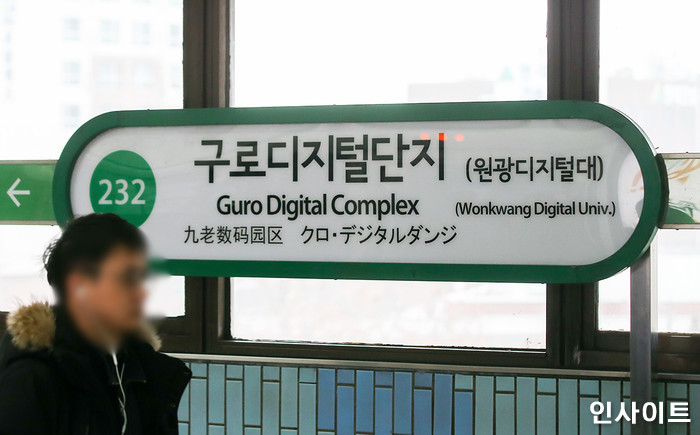 232
구로디지털단지 (원광디지털대)
Guro Digital Complex (Wonkwang Digital Univ.)
九老数码园区 クロ・デジタルダンジ
인사이트